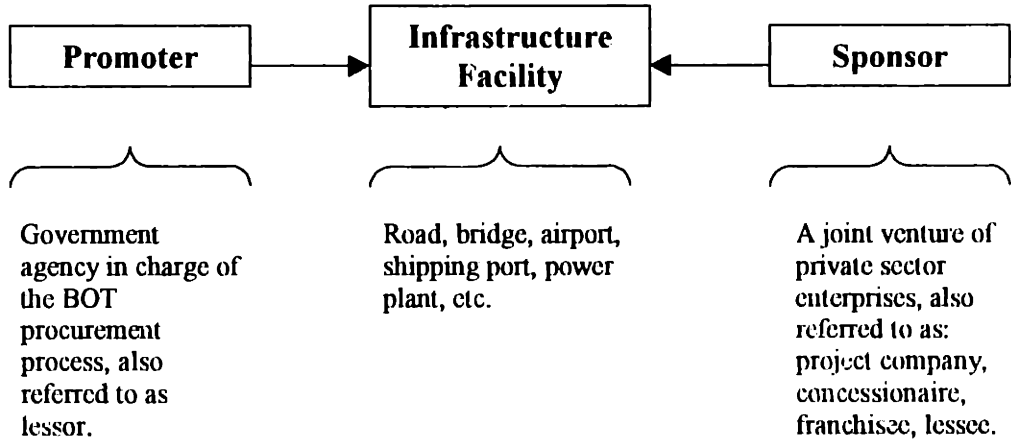 Promoter
Infrastructure
Facility
Sponsor
Government
agency in charge of
the BOT
procurement
process, also
referred to as
lessor.
Road, bridge, airport,
shipping port, power
plant, etc.
A joint venture of
private sector
enterprises, also
referred to as:
project company,
concessionaire,
franchisee, lessee.